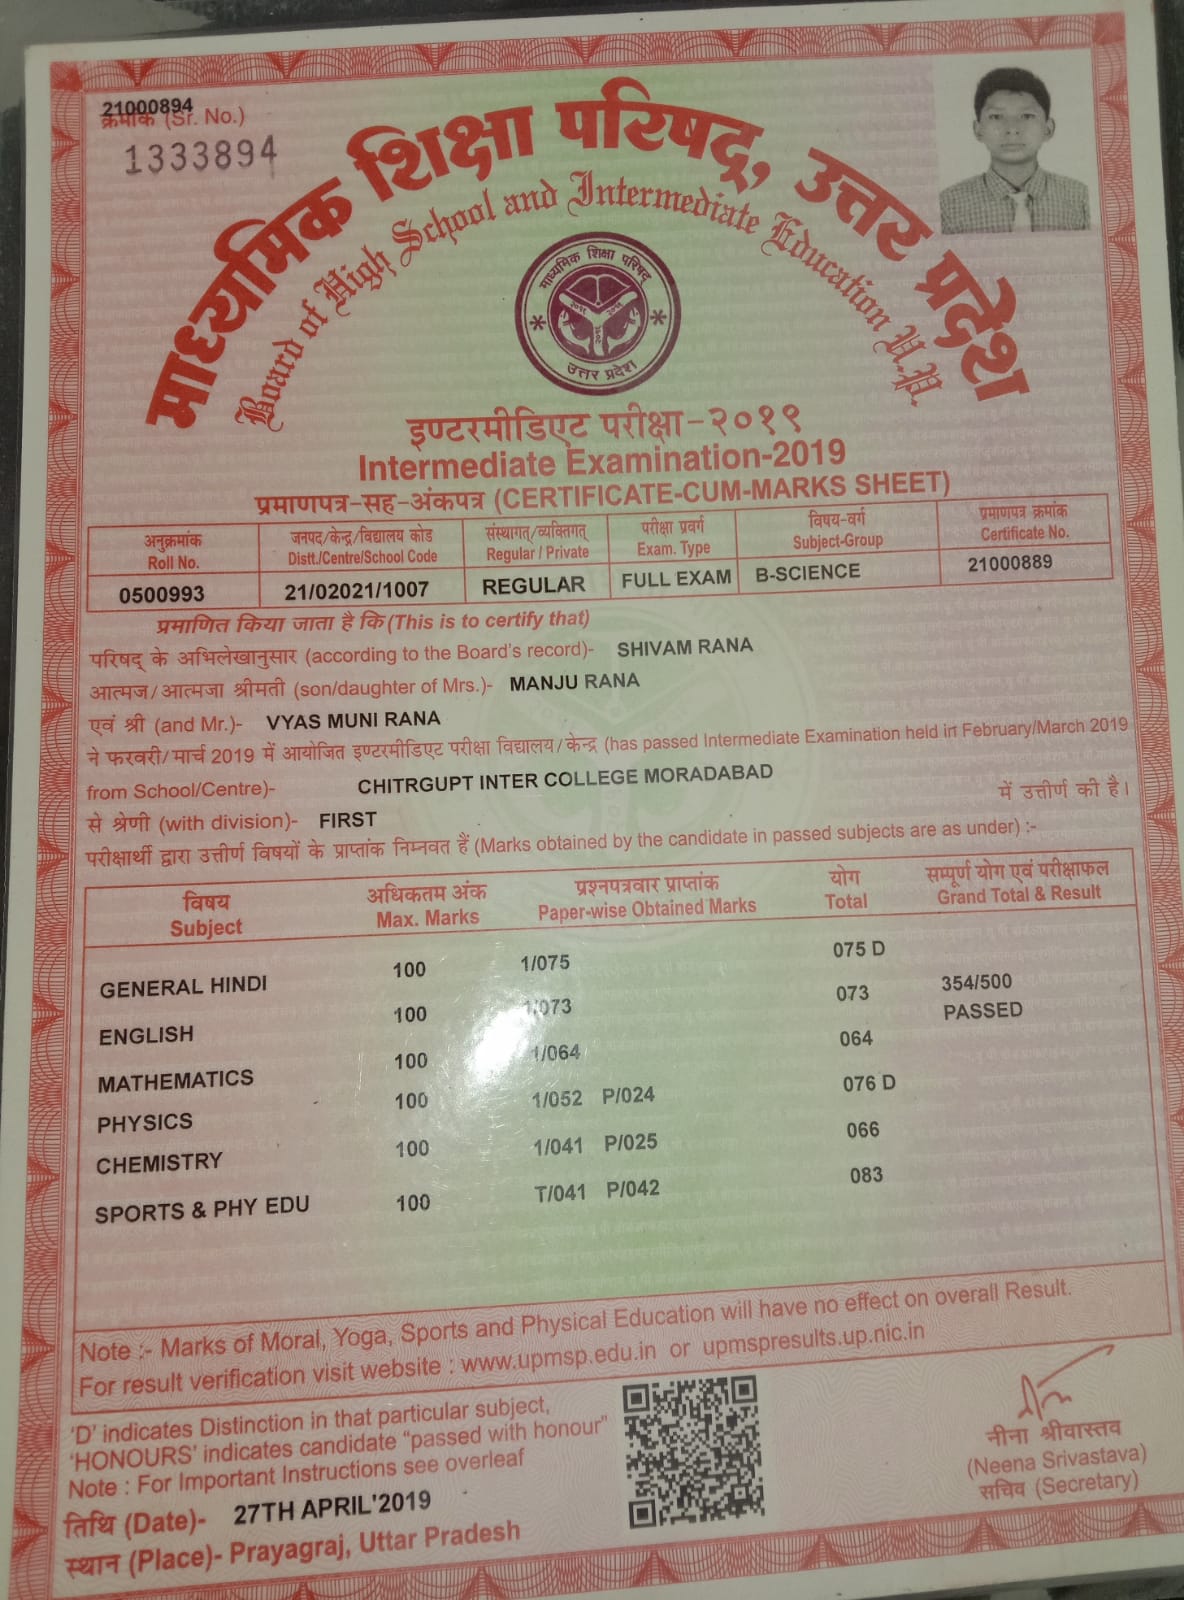 21000894
क्रमांक (Sr. No.)
1333894
माध्यमिक शिक्षा परिषद्, उत्तर प्रदेश
Board of High School and Intermediate Education U.P.
माध्यमिक शिक्षा परिषद्
उत्तर प्रदेश
इण्टरमीडिएट परीक्षा-२०१९
Intermediate Examination-2019
प्रमाणपत्र-सह-अंकपत्र (CERTIFICATE-CUM-MARKS SHEET)
अनुक्रमांक जनपद/केन्द्र/विद्यालय कोड संस्थागत्/व्यक्तिगत् परीक्षा प्रवर्ग विषय-वर्ग प्रमाणपत्र क्रमांक
Roll No. Distt./Centre/School Code Regular / Private Exam. Type Subject-Group Certificate No.
0500993 21/02021/1007 REGULAR FULL EXAM B-SCIENCE 21000889
प्रमाणित किया जाता है कि (This is to certify that)
परिषद् के अभिलेखानुसार (according to the Board's record)- SHIVAM RANA
आत्मज/आत्मजा श्रीमती (son/daughter of Mrs.)- MANJU RANA
एवं श्री (and Mr.)- VYAS MUNI RANA
ने फरवरी/मार्च 2019 में आयोजित इण्टरमीडिएट परीक्षा विद्यालय/केन्द्र (has passed Intermediate Examination held in February/March 2019
from School/Centre)- CHITRGUPT INTER COLLEGE MORADABAD में उत्तीर्ण की है।
से श्रेणी (with division)- FIRST
परीक्षार्थी द्वारा उत्तीर्ण विषयों के प्राप्तांक निम्नवत हैं (Marks obtained by the candidate in passed subjects are as under) :-
विषय अधिकतम अंक प्रश्नपत्रवार प्राप्तांक योग सम्पूर्ण योग एवं परीक्षाफल
Subject Max. Marks Paper-wise Obtained Marks Total Grand Total & Result
GENERAL HINDI 100 1/075 075 D
ENGLISH 100 1/073 073 354/500
PASSED
MATHEMATICS 100 1/064 064
PHYSICS 100 1/052 P/024 076 D
CHEMISTRY 100 1/041 P/025 066
SPORTS & PHY EDU 100 T/041 P/042 083
Note :- Marks of Moral, Yoga, Sports and Physical Education will have no effect on overall Result.
For result verification visit website : www.upmsp.edu.in or upmspresults.up.nic.in
'D' indicates Distinction in that particular subject,
'HONOURS' indicates candidate "passed with honour"
Note : For Important Instructions see overleaf
तिथि (Date)- 27TH APRIL'2019
स्थान (Place)- Prayagraj, Uttar Pradesh
नीना श्रीवास्तव
(Neena Srivastava)
सचिव (Secretary)